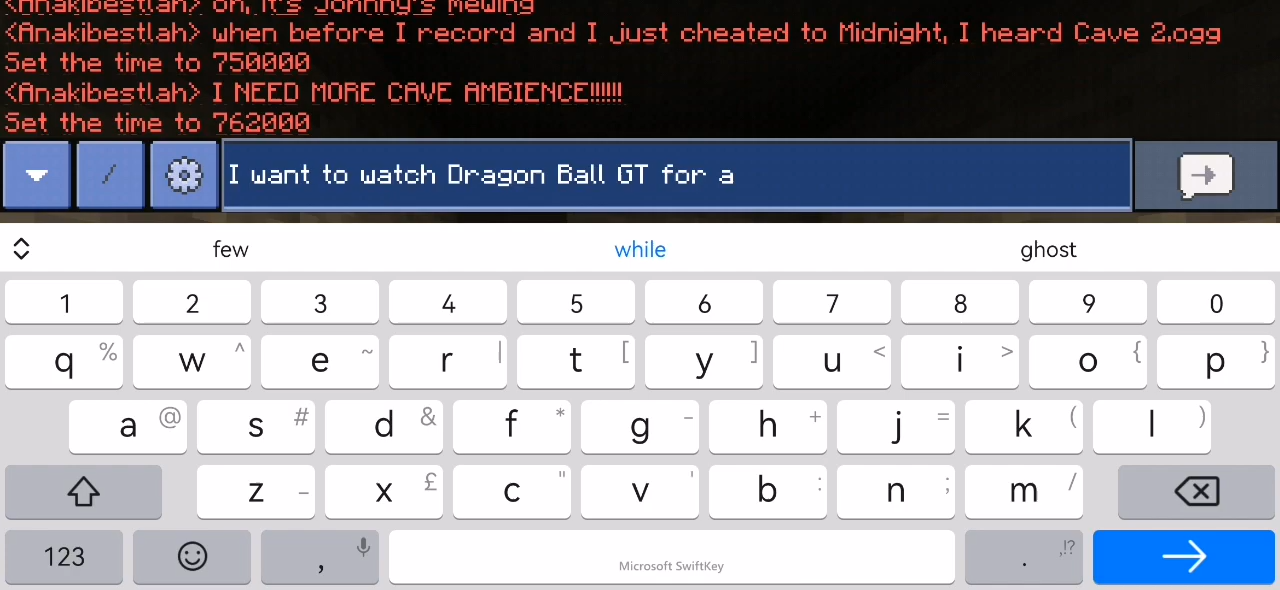 <Anakibestlah> oh, it's Johnny's Mewing
<Anakibestlah> when before I record and I just cheated to Midnight, I heard Cave 2.ogg
Set the time to 750000
<Anakibestlah> I NEED MORE CAVE AMBIENCE!!!!!!
Set the time to 762000
/ I want to watch Dragon Ball GT for a
few while ghost
1 2 3 4 5 6 7 8 9 0
q % w ^ e ~ r | t [ y ] u < i > o { p }
a @ s # d & f * g - h + j = k ( l )
z _ x £ c " v ' b : n ; m /
123 , Microsoft SwiftKey . ,!?